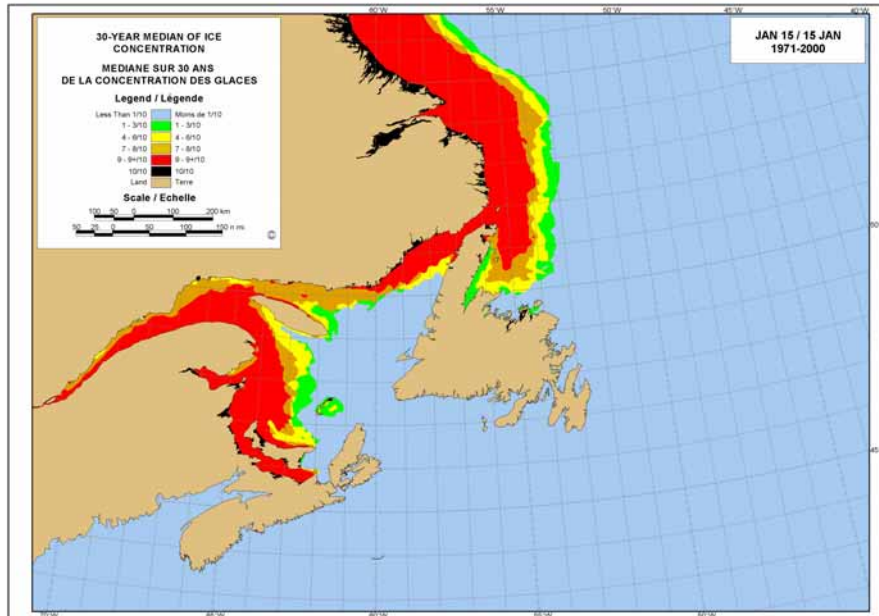 60°W
55°W
50°W
45°W
40°W
30-YEAR MEDIAN OF ICE
CONCENTRATION
MEDIANE SUR 30 ANS
DE LA CONCENTRATION DES GLACES
Legend / Légende
Less Than 1/10 Moins de 1/10
1 - 3/10 1 - 3/10
4 - 6/10 4 - 6/10
7 - 8/10 7 - 8/10
9 - 9+/10 9 - 9+/10
10/10 10/10
Land Terre
Scale / Echelle
100 50 0 100 200 km
50 25 0 50 100 150 n mi
©
JAN 15 / 15 JAN
1971-2000